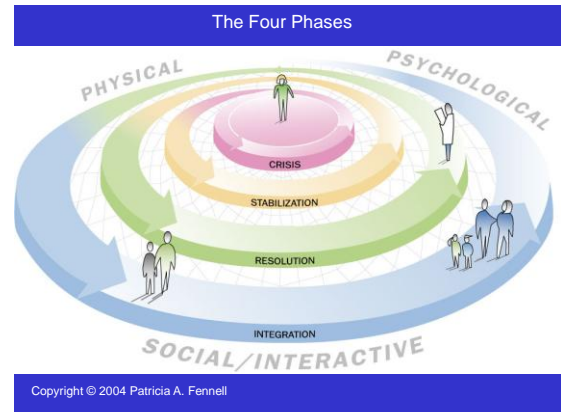 The Four Phases
PHYSICAL
PSYCHOLOGICAL
CRISIS
STABILIZATION
RESOLUTION
INTEGRATION
SOCIAL/INTERACTIVE
Copyright © 2004 Patricia A. Fennell